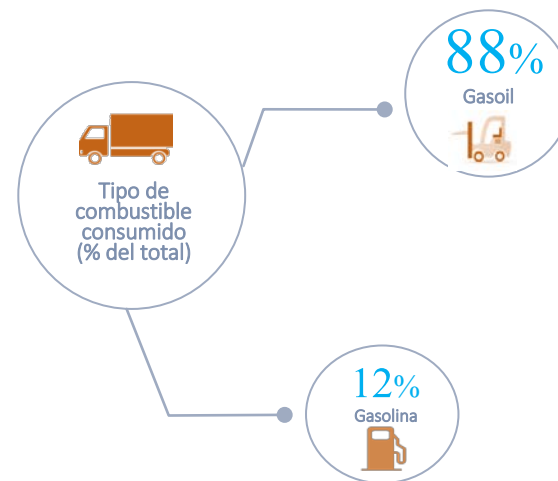 88%
Gasoil
Tipo de
combustible
consumido
(% del total)
12%
Gasolina